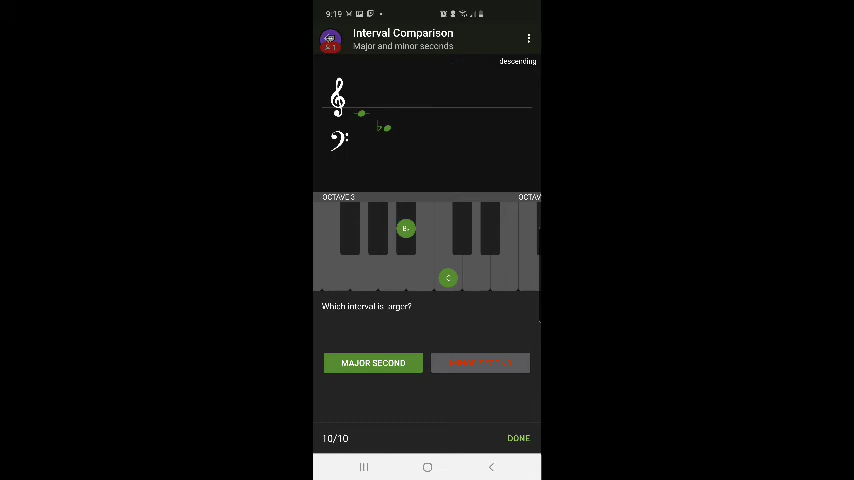 9:19
Interval Comparison
Major and minor seconds
descending
OCTAVE 3
OCTAV
B♭
C
Which interval is larger?
MAJOR SECOND
10/10
DONE